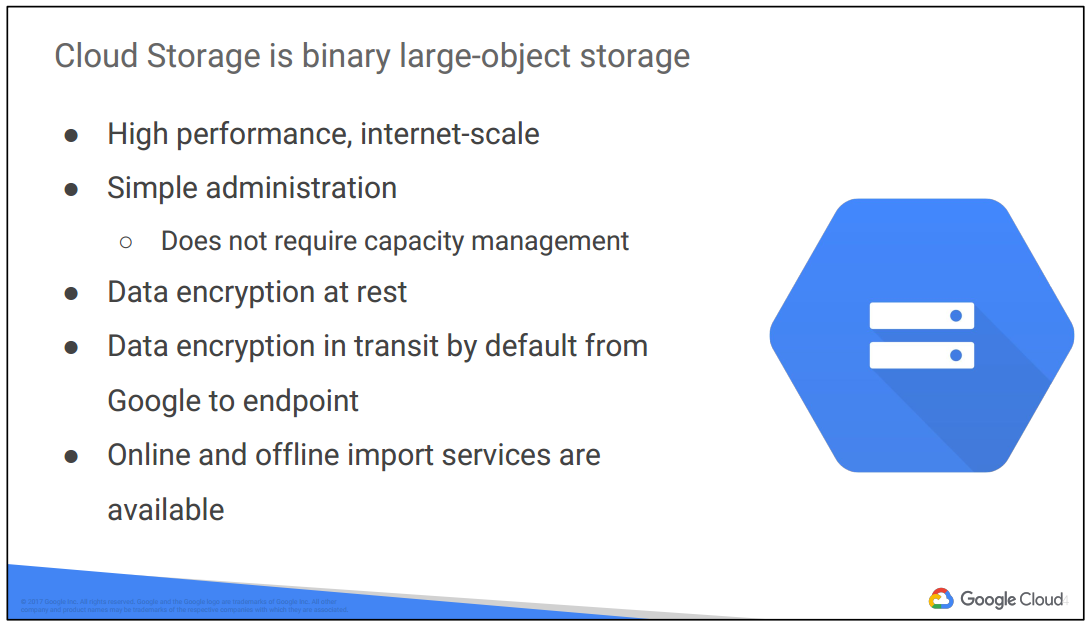 Cloud Storage is binary large-object storage
● High performance, internet-scale
● Simple administration
○ Does not require capacity management
● Data encryption at rest
● Data encryption in transit by default from
Google to endpoint
● Online and offline import services are
available
© 2017 Google Inc. All rights reserved. Google and the Google logo are trademarks of Google Inc. All other
company and product names may be trademarks of the respective companies with which they are associated.
Google Cloud
4